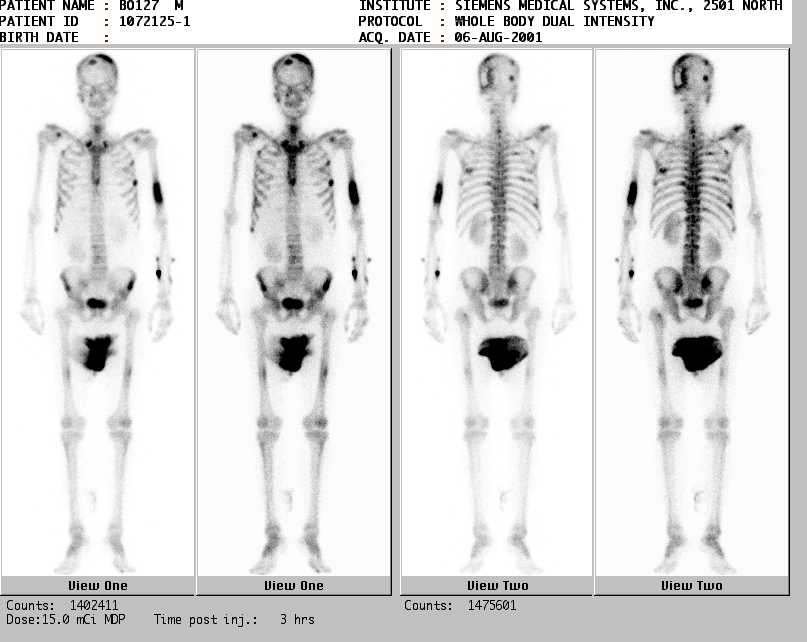 PATIENT NAME : BO127 M
PATIENT ID : 1072125-1
BIRTH DATE :
INSTITUTE : SIEMENS MEDICAL SYSTEMS, INC., 2501 NORTH
PROTOCOL : WHOLE BODY DUAL INTENSITY
ACQ. DATE : 06-AUG-2001
View One
View One
View Two
View Two
Counts: 1402411
Dose:15.0 mCi MDP Time post inj.: 3 hrs
Counts: 1475601